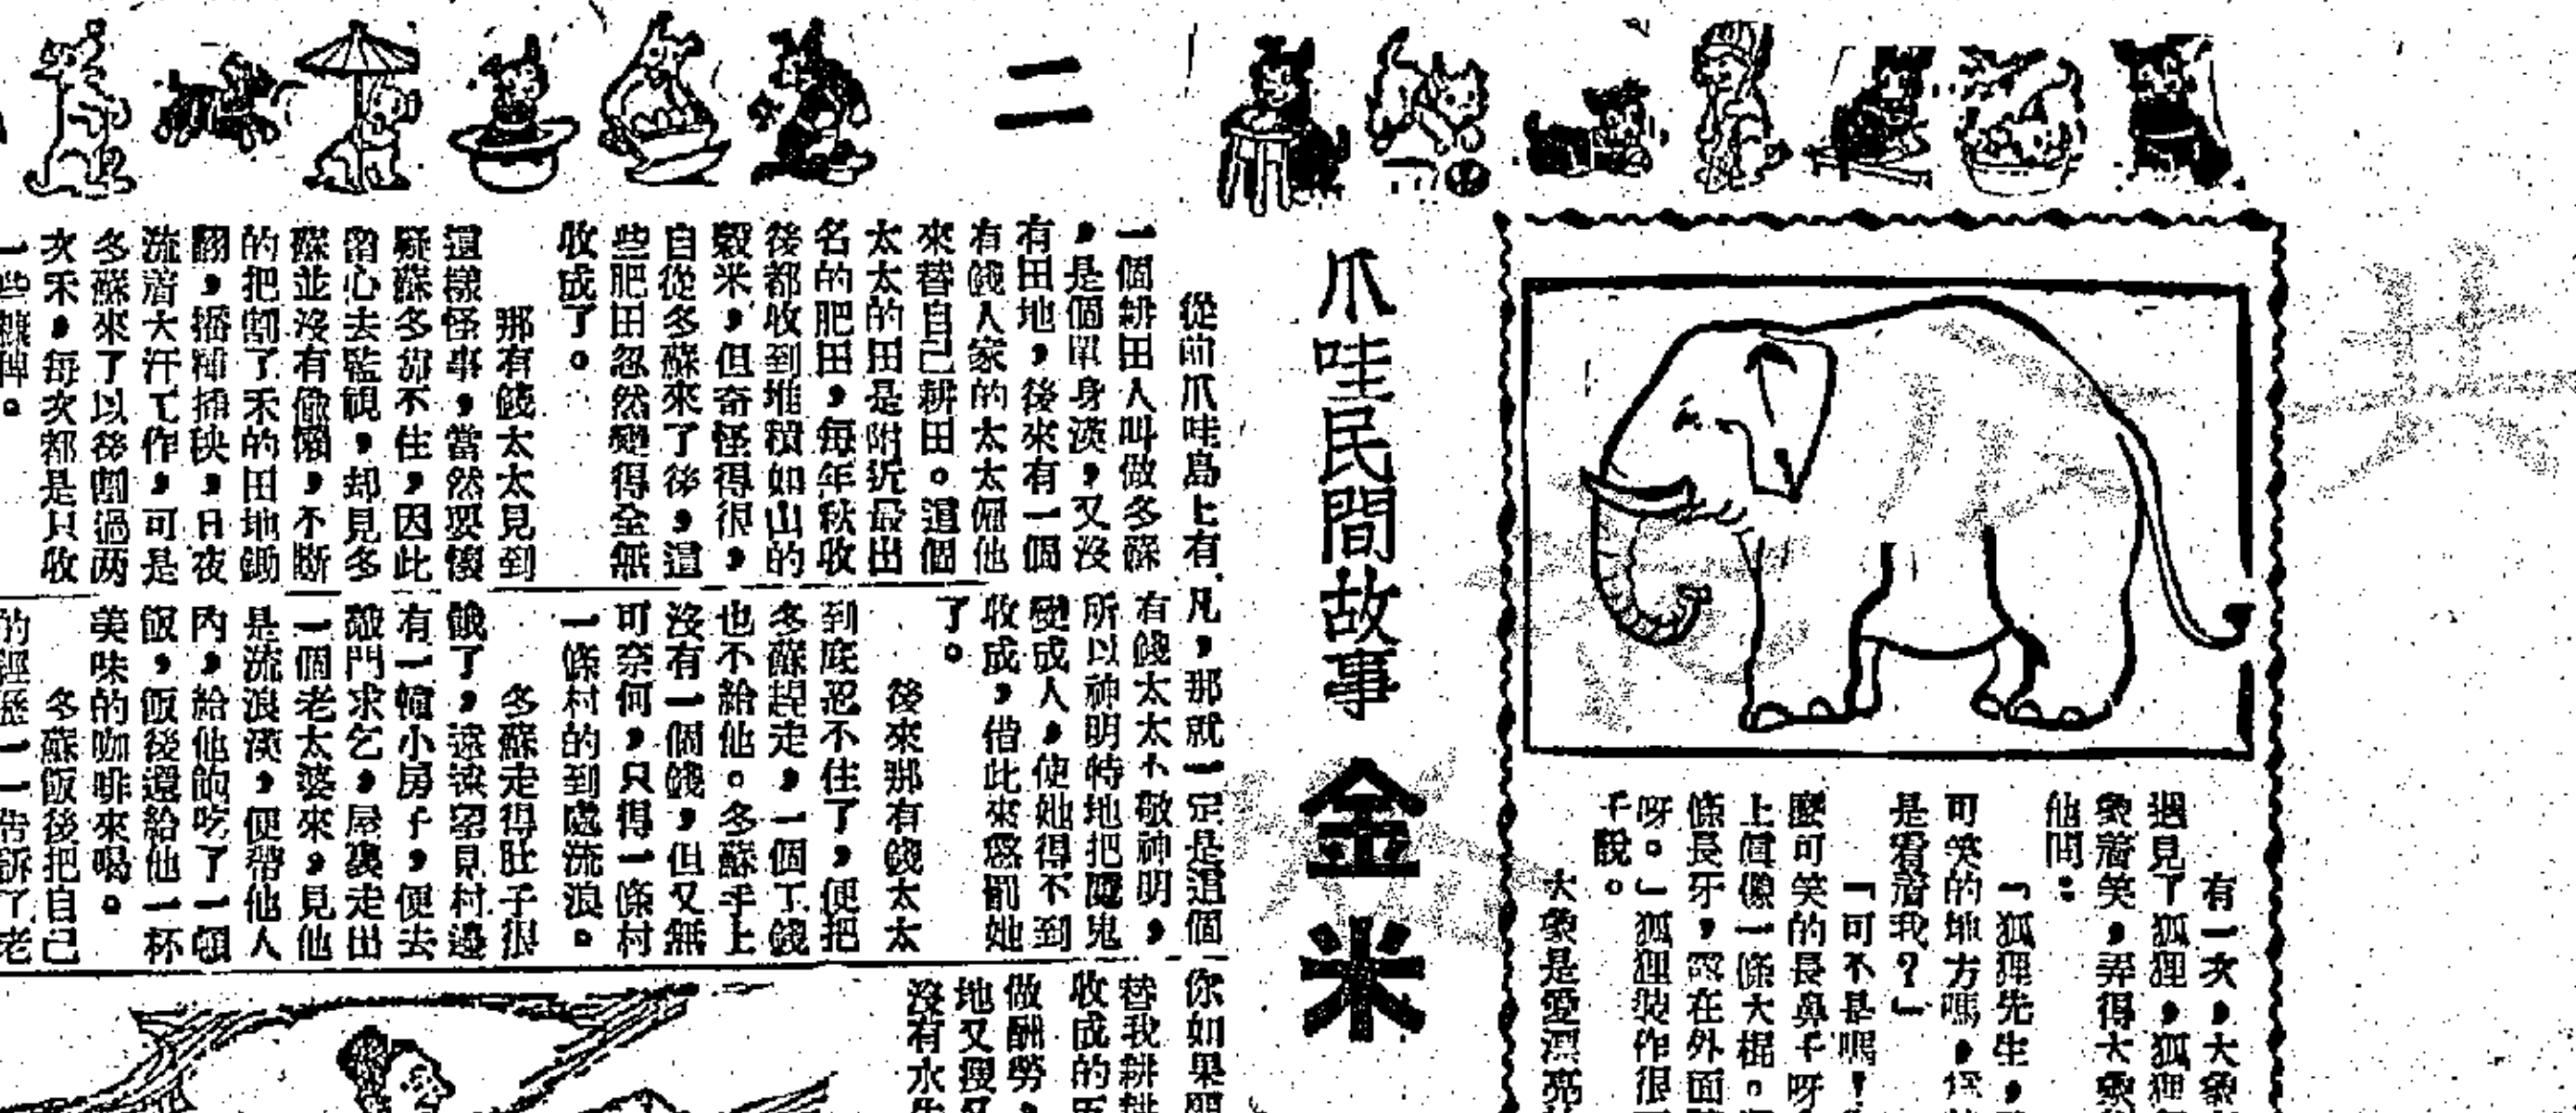 二
有一次，大象
遇見了狐狸，狐狸
象着笑，弄得大象
他問：
「狐狸先生，
可笑的地方嗎，
是看着我？」
「可不是嗎！
麼可笑的長鼻子呀
上眞像一條大棍。
條長牙，露在外面
呀。」狐狸裝作很
子說。
大象是愛漂亮
爪哇民間故事
金米
從前爪哇島上有
一個耕田人叫做多蘇
，是個單身漢，又沒
有田地，後來有一個
有錢人家的太太僱他
來替自己耕田。這個
太太的田是附近最出
名的肥田，每年秋收
後都收到堆積如山的
穀米，但奇怪得很，
自從多蘇來了後，這
些肥田忽然變得全無
收成了。
那有錢太太見到
這樣怪事，當然要懷
疑蘇多萠不住，因此
留心去監視，却見多
蘇並沒有偷懶，不斷
的把割了禾的田地鋤
翻，播種揷秧，日夜
流着大汗工作，可是
多蘇來了以後剛過两
次禾，每次都是只收
一些糠稗。
凡，那就一定是這個
有錢太太不敬神明，
所以神明特地把魔鬼
變成人，使她得不到
收成，借此來懲罰她
了。
後來那有錢太太
到底忍不住了，便把
多蘇趕走，一個工錢
也不給他。多蘇手上
沒有一個錢，但又無
可奈何，只得一條村
一條村的到處流浪。
多蘇走得肚子很
餓了，遠遠望見村邊
有一幢小房子，便去
敲門求乞，屋裏走出
一個老太婆來，見他
是流浪漢，便帶他入
内，給他飽吃了一頓
飯，飯後還給他一杯
美味的咖啡來喝。
多蘇飯後把自己
的經歷一一告訴了老
你如果願
替我耕耕
收成的五
做酬勞，
地又瘦又
沒有水牛